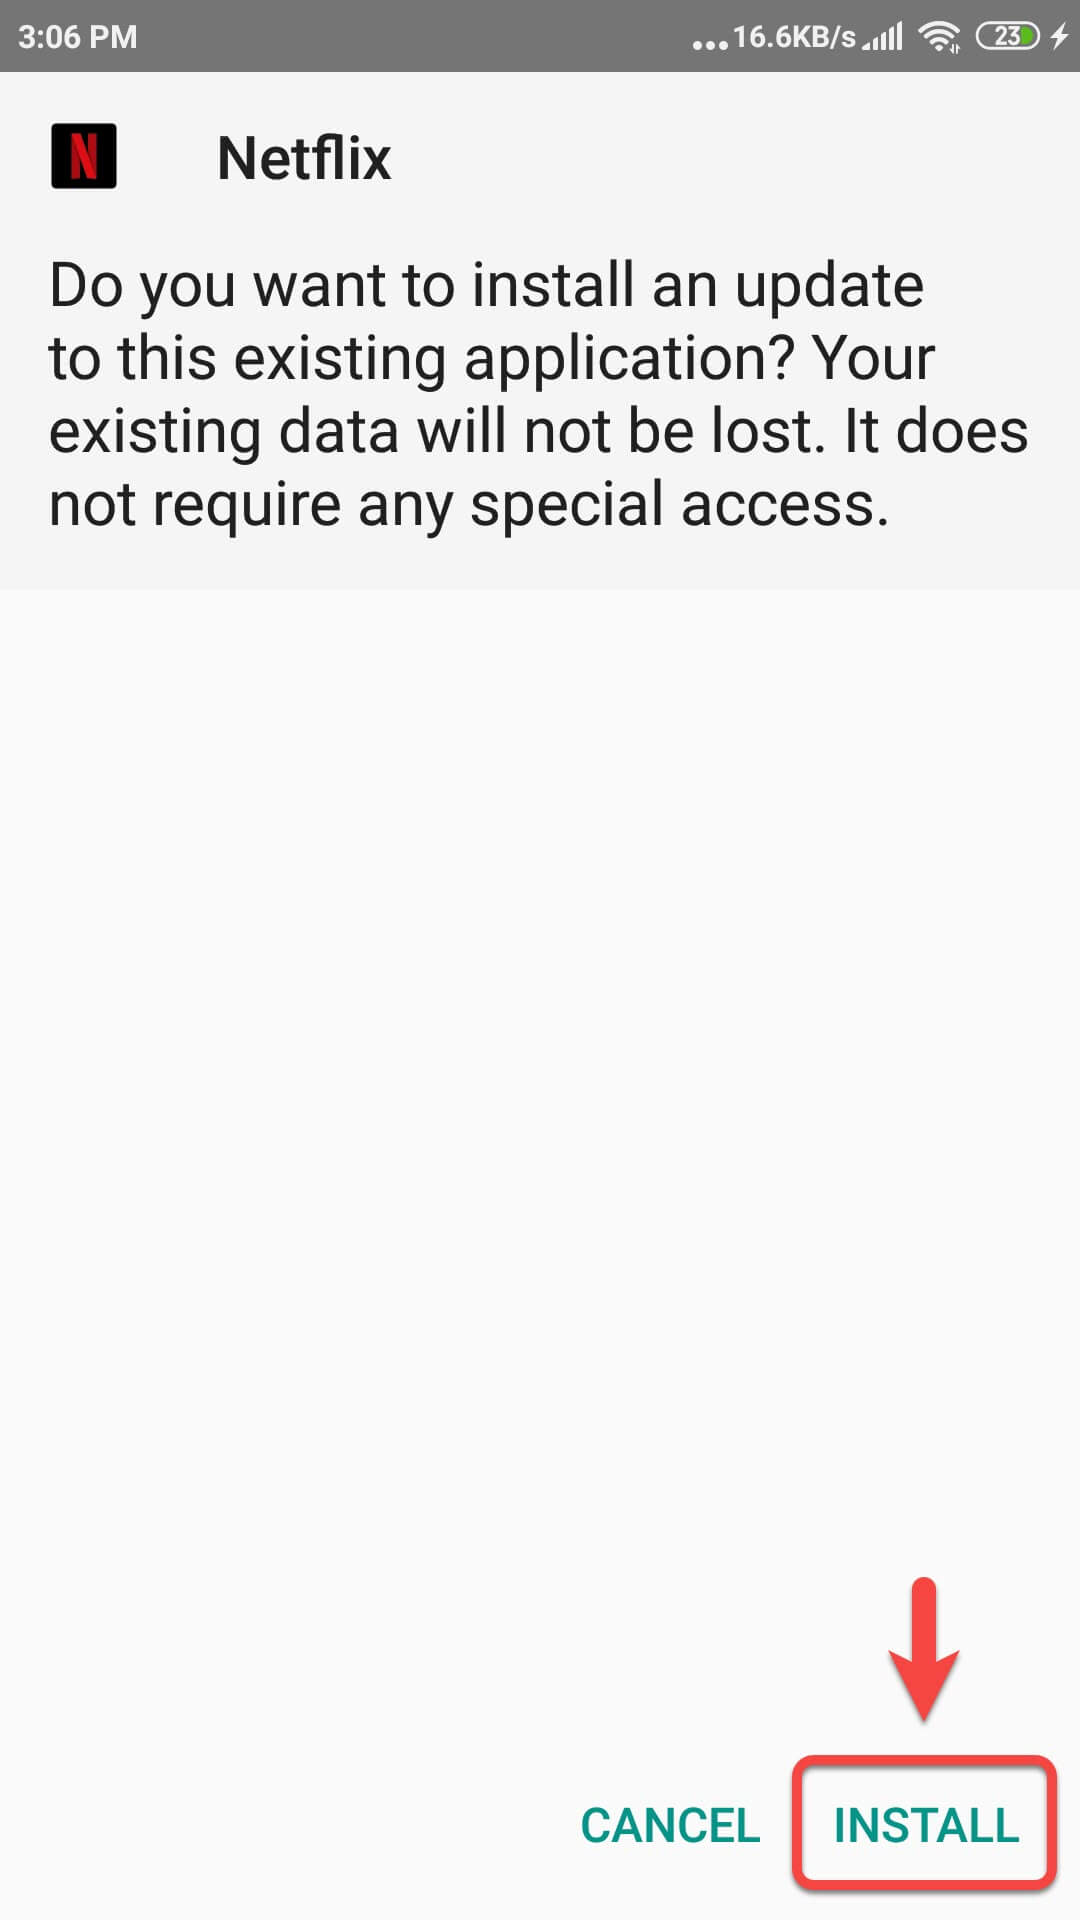 3:06 PM ...16.6KB/s 23
N Netflix
Do you want to install an update
to this existing application? Your
existing data will not be lost. It does
not require any special access.
CANCEL INSTALL